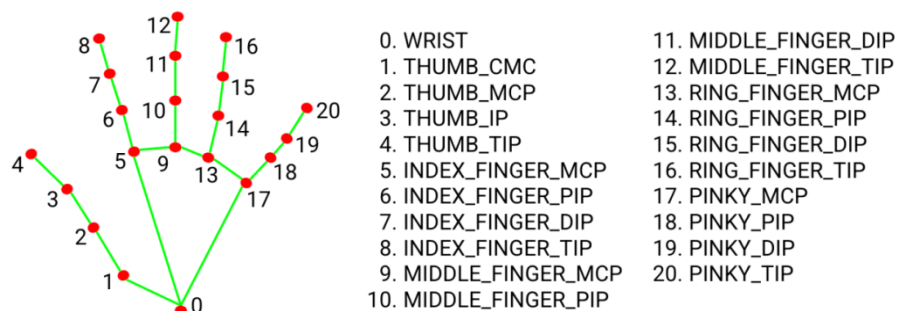 12
8
16
11
7
15
10
20
6
14
4
5
9
19
13
18
3
17
2
1
0
0. WRIST
1. THUMB_CMC
2. THUMB_MCP
3. THUMB_IP
4. THUMB_TIP
5. INDEX_FINGER_MCP
6. INDEX_FINGER_PIP
7. INDEX_FINGER_DIP
8. INDEX_FINGER_TIP
9. MIDDLE_FINGER_MCP
10. MIDDLE_FINGER_PIP
11. MIDDLE_FINGER_DIP
12. MIDDLE_FINGER_TIP
13. RING_FINGER_MCP
14. RING_FINGER_PIP
15. RING_FINGER_DIP
16. RING_FINGER_TIP
17. PINKY_MCP
18. PINKY_PIP
19. PINKY_DIP
20. PINKY_TIP